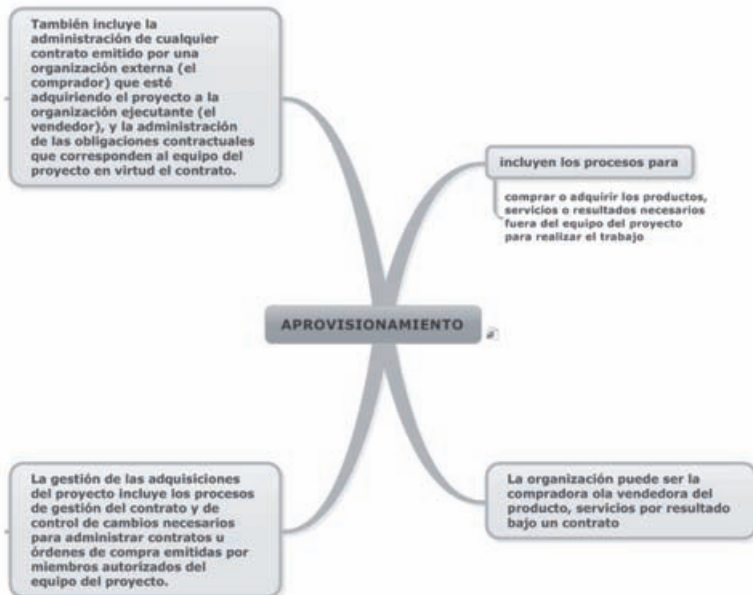 También incluye la
administración de cualquier
contrato emitido por una
organización externa (el
comprador) que esté
adquiriendo el proyecto a la
organización ejecutante (el
vendedor), y la administración
de las obligaciones contractuales
que corresponden al equipo del
proyecto en virtud el contrato.
incluyen los procesos para
comprar o adquirir los productos,
servicios o resultados necesarios
fuera del equipo del proyecto
para realizar el trabajo
APROVISIONAMIENTO
La gestión de las adquisiciones
del proyecto incluye los procesos
de gestión del contrato y de
control de cambios necesarios
para administrar contratos u
órdenes de compra emitidas por
miembros autorizados del
equipo del proyecto.
La organización puede ser la
compradora ola vendedora del
producto, servicios por resultado
bajo un contrato